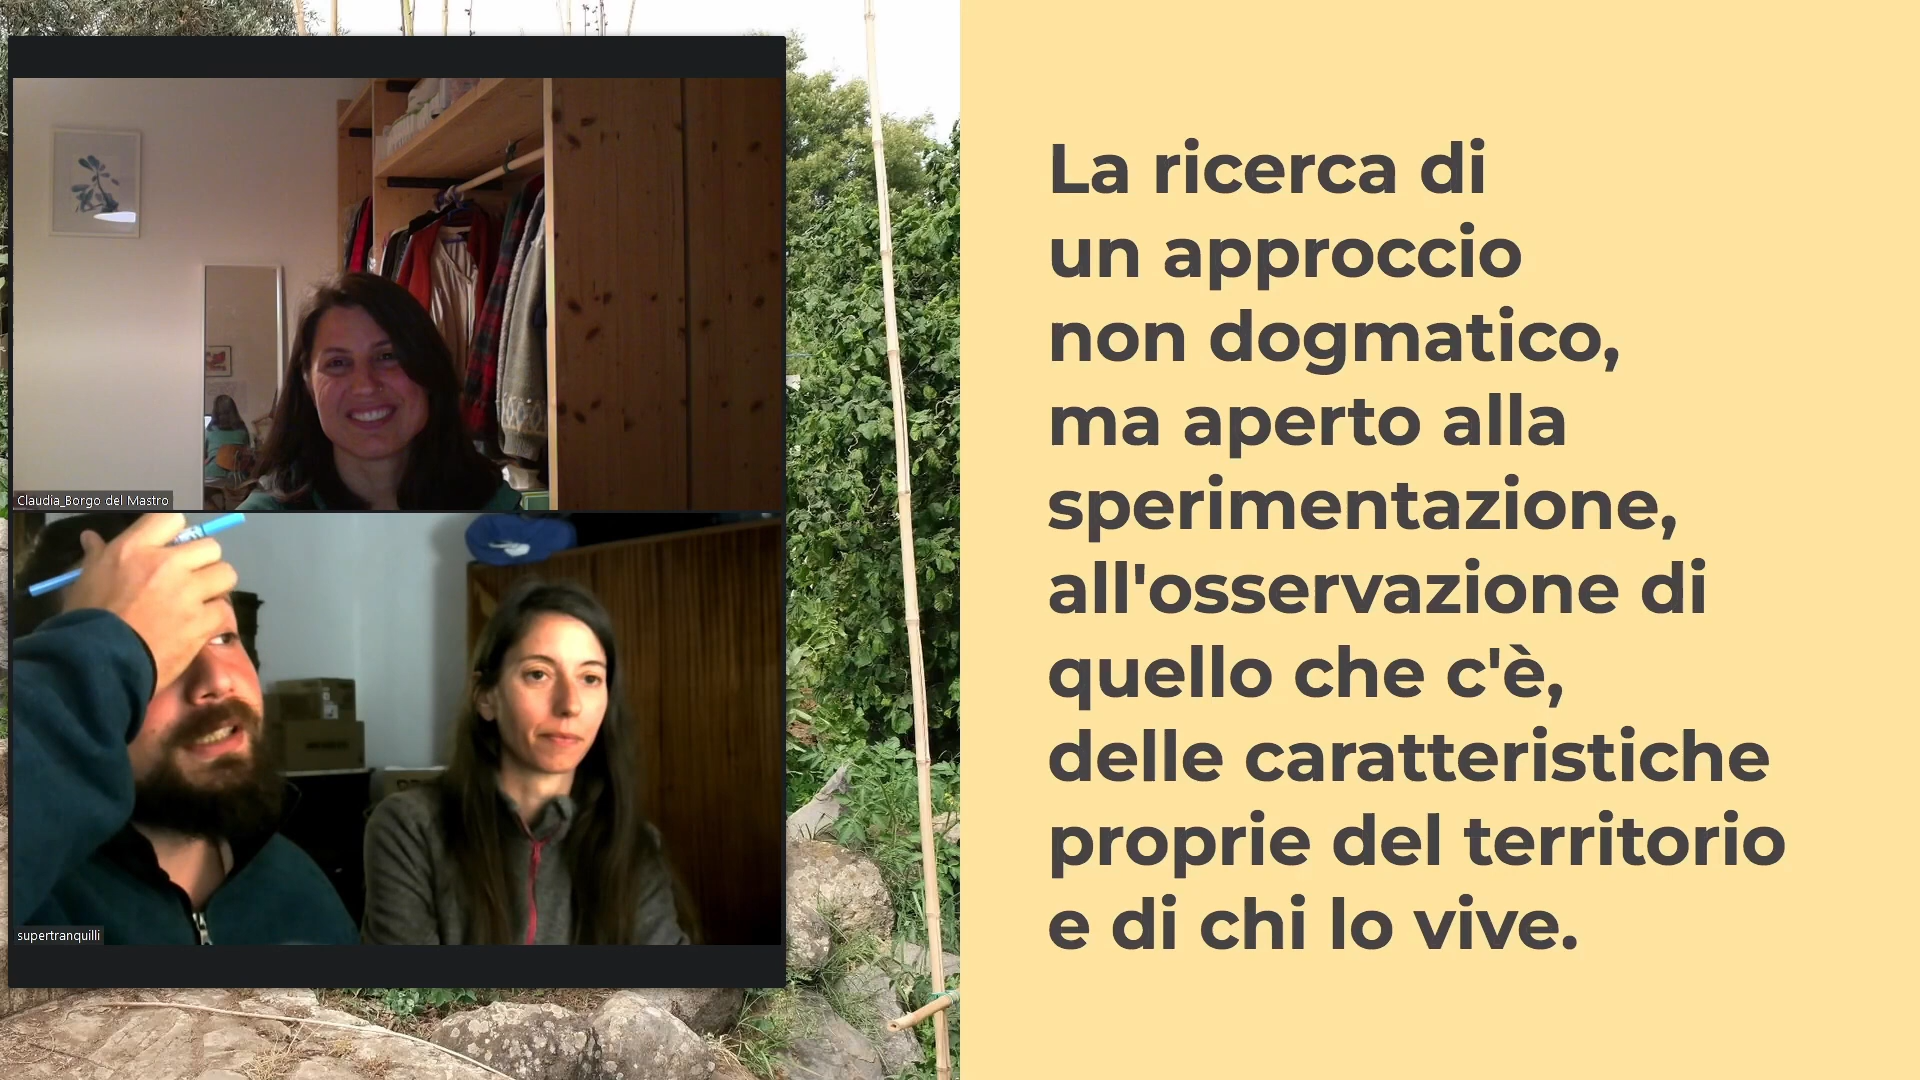 Claudia_Borgo del Mastro
supertranquilli
La ricerca di
un approccio
non dogmatico,
ma aperto alla
sperimentazione,
all'osservazione di
quello che c'è,
delle caratteristiche
proprie del territorio
e di chi lo vive.